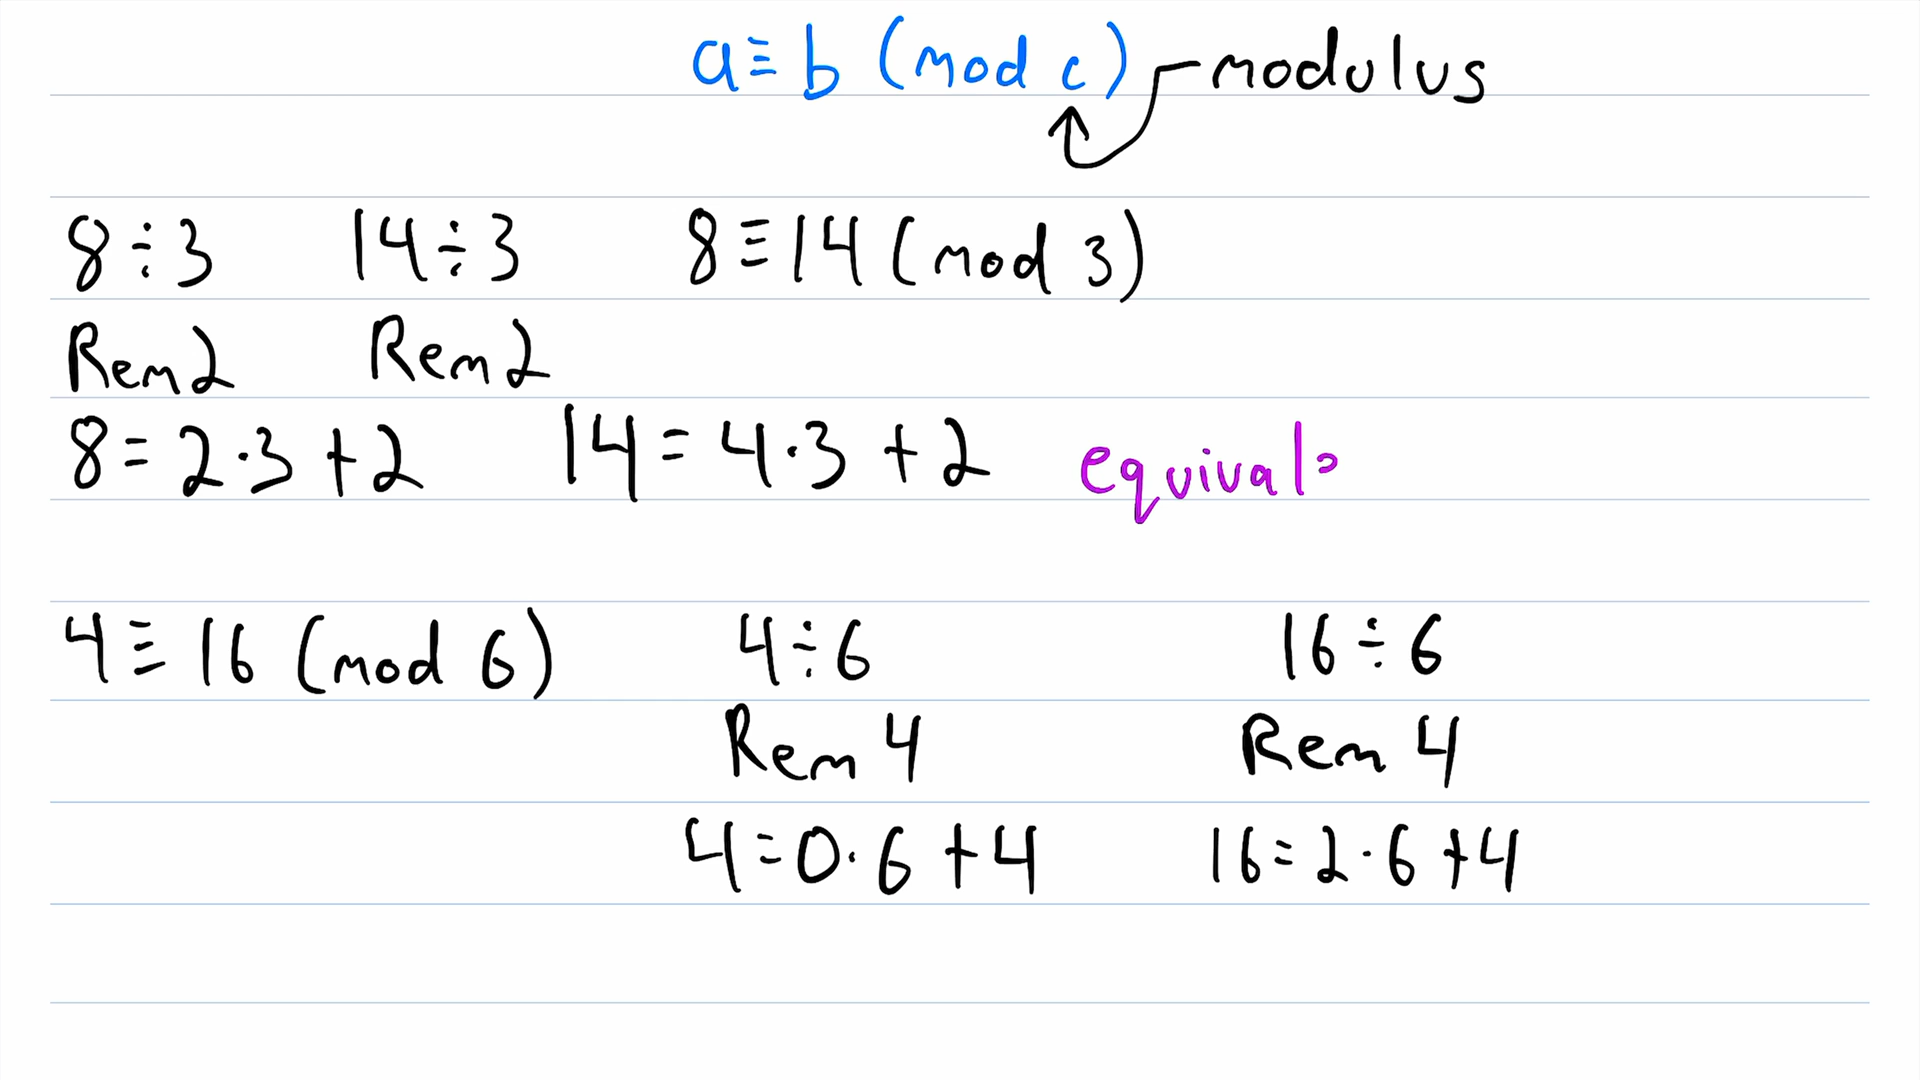 a ≡ b (mod c) modulus
8 ÷ 3 14 ÷ 3 8 ≡ 14 (mod 3)
Rem 2 Rem 2
8 = 2·3 + 2 14 = 4·3 + 2 equival
4 ≡ 16 (mod 6) 4 ÷ 6 16 ÷ 6
Rem 4 Rem 4
4 = 0·6 + 4 16 = 2·6 + 4